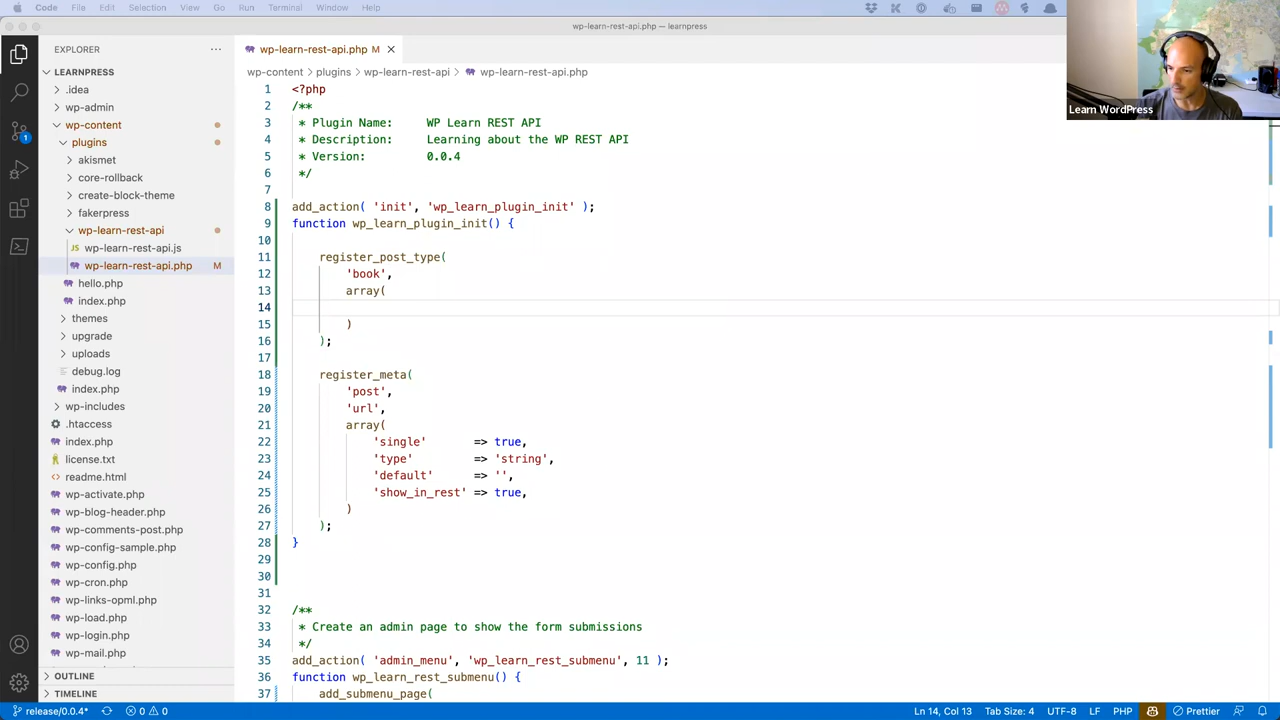 Code File Edit Selection View Go Run Terminal Window Help
wp-learn-rest-api.php — learnpress
Learn WordPress
EXPLORER
LEARNPRESS
.idea
wp-admin
wp-content
plugins
akismet
core-rollback
create-block-theme
fakerpress
wp-learn-rest-api
JS wp-learn-rest-api.js
wp-learn-rest-api.php M
hello.php
index.php
themes
upgrade
uploads
debug.log
index.php
wp-includes
.htaccess
index.php
license.txt
readme.html
wp-activate.php
wp-blog-header.php
wp-comments-post.php
wp-config-sample.php
wp-config.php
wp-cron.php
wp-links-opml.php
wp-load.php
wp-login.php
wp-mail.php
OUTLINE
TIMELINE
wp-learn-rest-api.php M
wp-content > plugins > wp-learn-rest-api > wp-learn-rest-api.php
1 <?php
2 /**
3 * Plugin Name: WP Learn REST API
4 * Description: Learning about the WP REST API
5 * Version: 0.0.4
6 */
7
8 add_action( 'init', 'wp_learn_plugin_init' );
9 function wp_learn_plugin_init() {
10
11 register_post_type(
12 'book',
13 array(
14
15 )
16 );
17
18 register_meta(
19 'post',
20 'url',
21 array(
22 'single' => true,
23 'type' => 'string',
24 'default' => '',
25 'show_in_rest' => true,
26 )
27 );
28 }
29
30
31
32 /**
33 * Create an admin page to show the form submissions
34 */
35 add_action( 'admin_menu', 'wp_learn_rest_submenu', 11 );
36 function wp_learn_rest_submenu() {
37 add_submenu_page(
release/0.0.4* 0 0 Ln 14, Col 13 Tab Size: 4 UTF-8 LF PHP Prettier